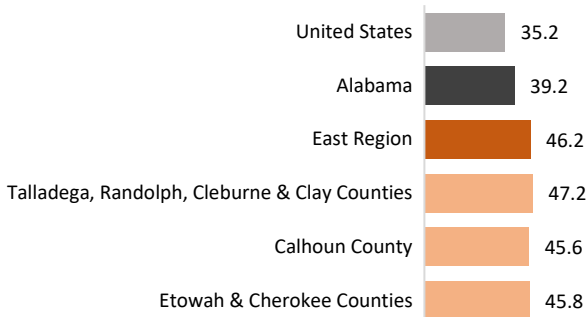 United States 35.2
Alabama 39.2
East Region 46.2
Talladega, Randolph, Cleburne & Clay Counties 47.2
Calhoun County 45.6
Etowah & Cherokee Counties 45.8